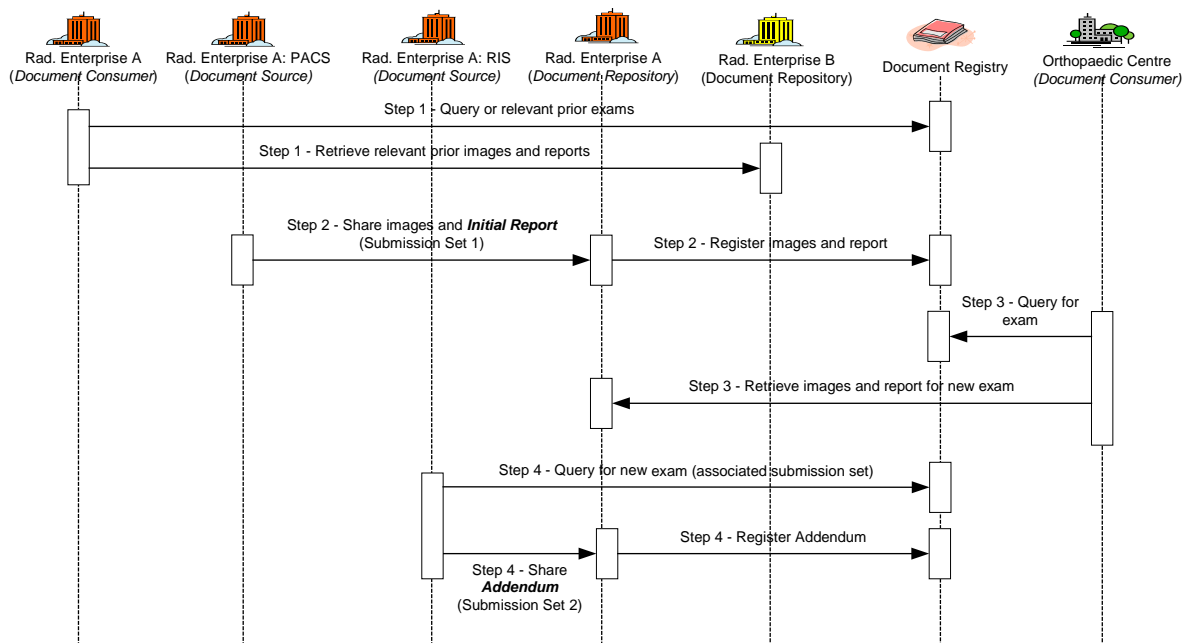 Rad. Enterprise A
(Document Consumer)
Rad. Enterprise A: PACS
(Document Source)
Rad. Enterprise A: RIS
(Document Source)
Rad. Enterprise A
(Document Repository)
Rad. Enterprise B
(Document Repository)
Document Registry
Orthopaedic Centre
(Document Consumer)
Step 1 - Query or relevant prior exams
Step 1 - Retrieve relevant prior images and reports
Step 2 - Share images and Initial Report
(Submission Set 1)
Step 2 - Register images and report
Step 3 - Query for
exam
Step 3 - Retrieve images and report for new exam
Step 4 - Query for new exam (associated submission set)
Step 4 - Register Addendum
Step 4 - Share
Addendum
(Submission Set 2)